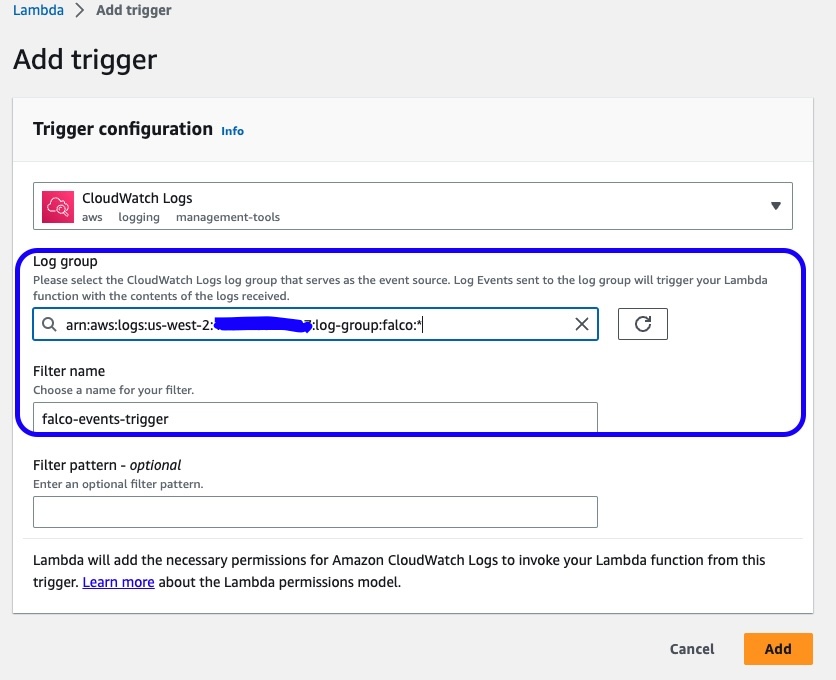 Lambda > Add trigger
Add trigger
Trigger configuration Info
CloudWatch Logs
aws logging management-tools
Log group
Please select the CloudWatch Logs log group that serves as the event source. Log Events sent to the log group will trigger your Lambda
function with the contents of the logs received.
arn:aws:logs:us-west-2: :log-group:falco:*
Filter name
Choose a name for your filter.
falco-events-trigger
Filter pattern - optional
Enter an optional filter pattern.
Lambda will add the necessary permissions for Amazon CloudWatch Logs to invoke your Lambda function from this
trigger. Learn more about the Lambda permissions model.
Cancel Add